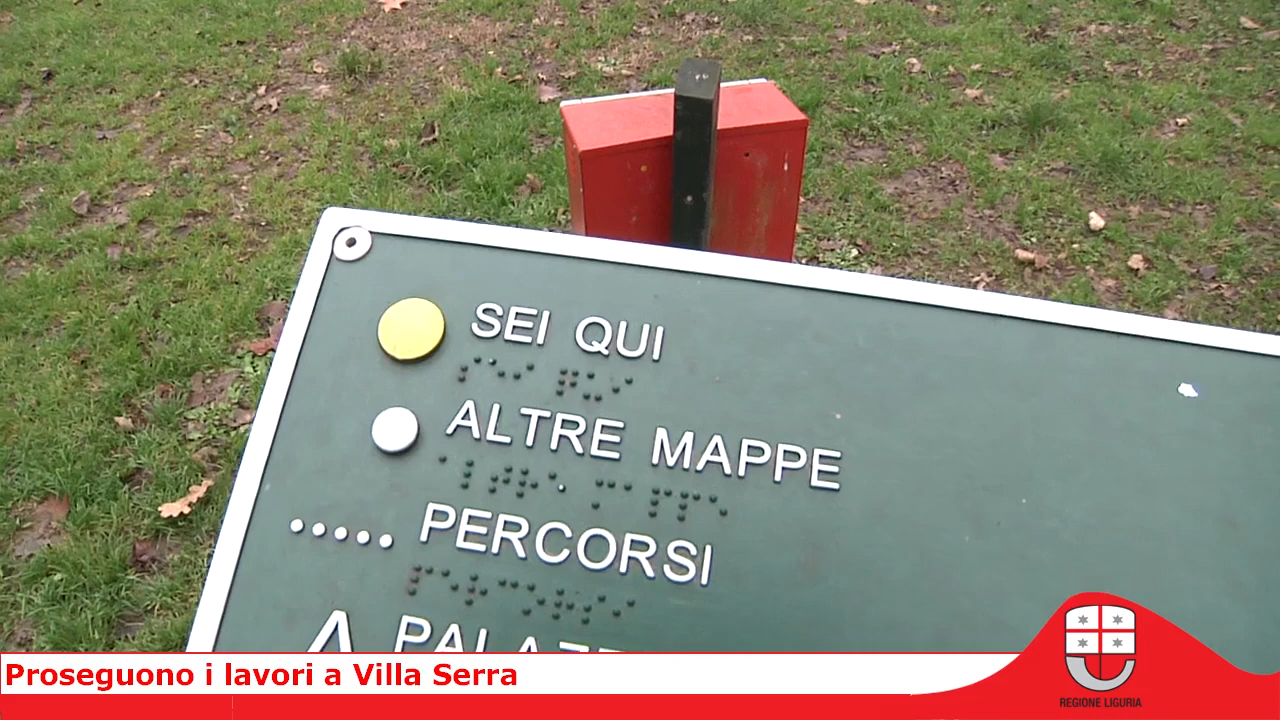 SEI QUI
ALTRE MAPPE
PERCORSI
Proseguono i lavori a Villa Serra
REGIONE LIGURIA